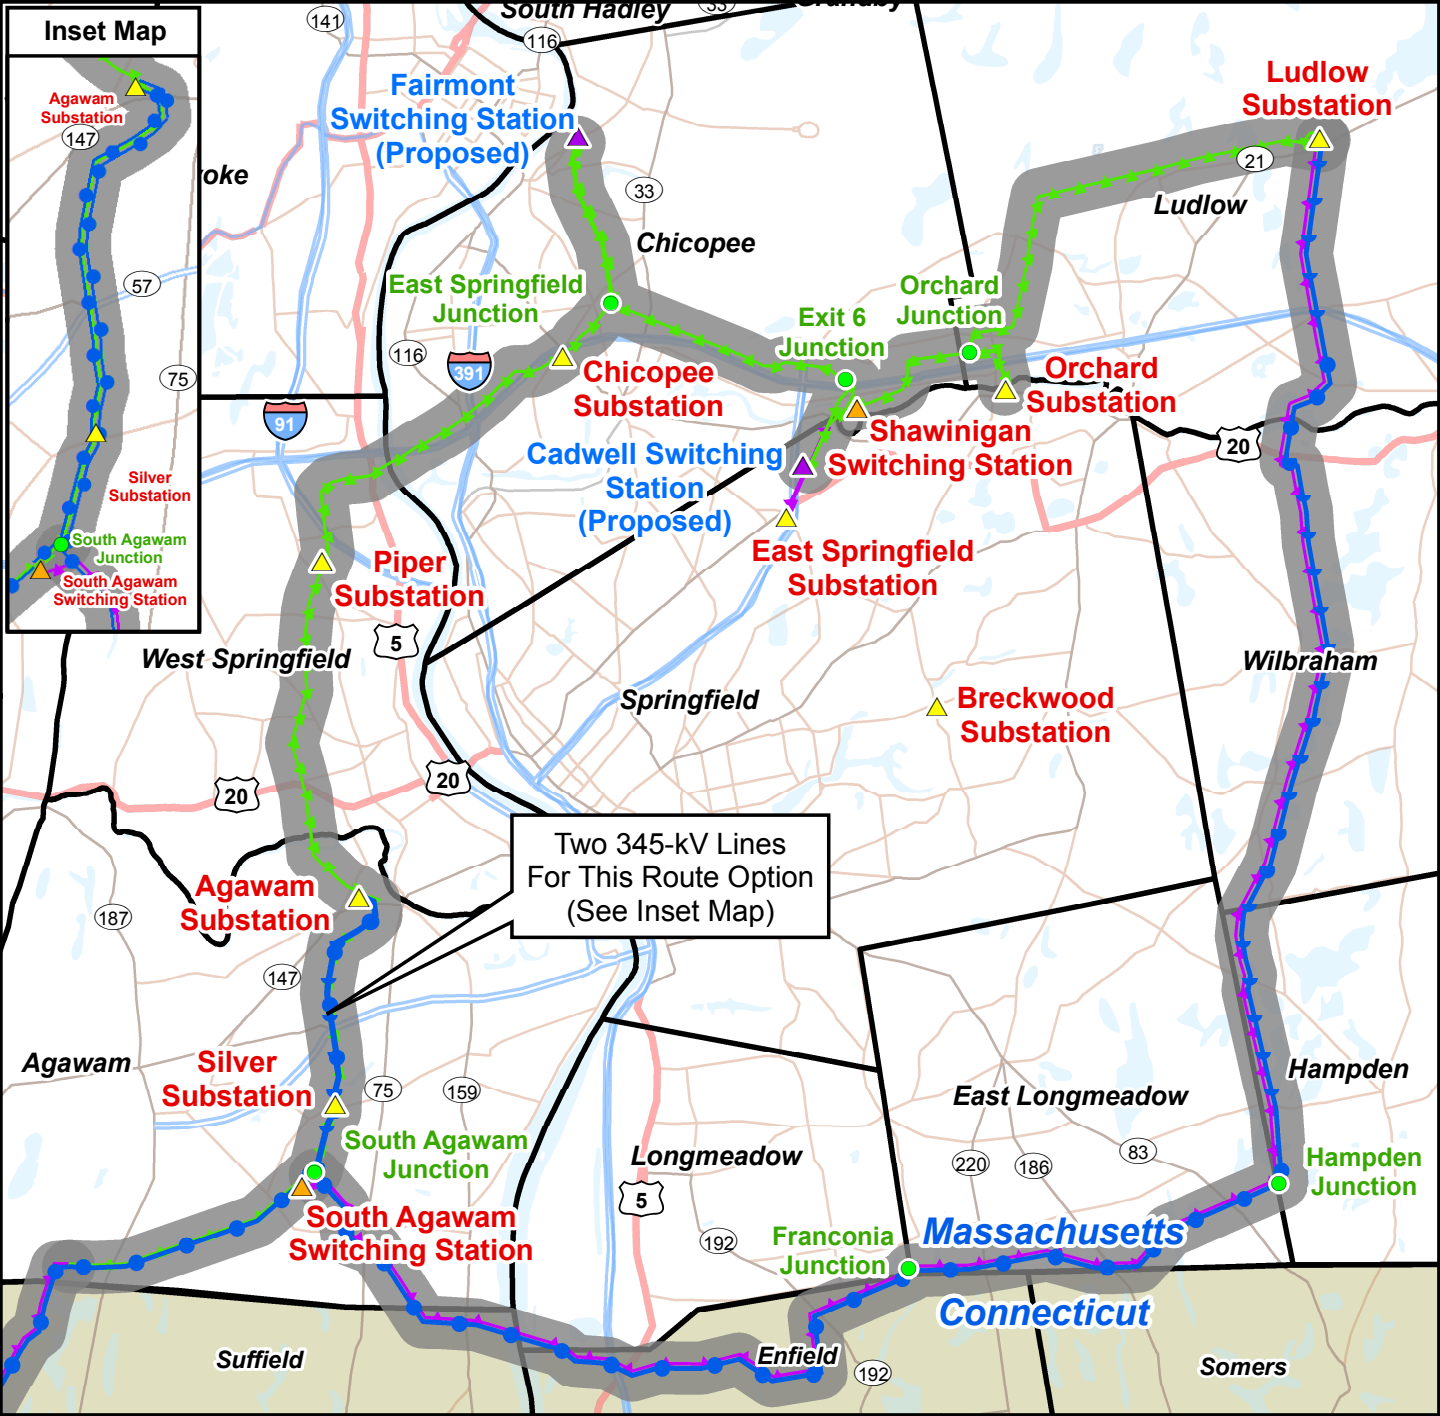 Inset Map
Agawam
Substation
147
57
75
Silver
Substation
South Agawam
Junction
South Agawam
Switching Station
South Hadley
33
Granby
141
116
Fairmont
Switching Station
(Proposed)
Ludlow
Substation
21
oke
33
Ludlow
Chicopee
East Springfield
Junction
Orchard
Junction
Exit 6
Junction
116
391
Chicopee
Substation
Orchard
Substation
91
Shawinigan
Switching Station
20
Cadwell Switching
Station
(Proposed)
East Springfield
Substation
Piper
Substation
5
West Springfield
Wilbraham
Springfield
Breckwood
Substation
20
20
Two 345-kV Lines
For This Route Option
(See Inset Map)
Agawam
Substation
187
147
Agawam
Silver
Substation
75
159
Hampden
East Longmeadow
South Agawam
Junction
Longmeadow
220
186
83
Hampden
Junction
5
South Agawam
Switching Station
192
Franconia
Junction
Massachusetts
Connecticut
Suffield
Enfield
192
Somers